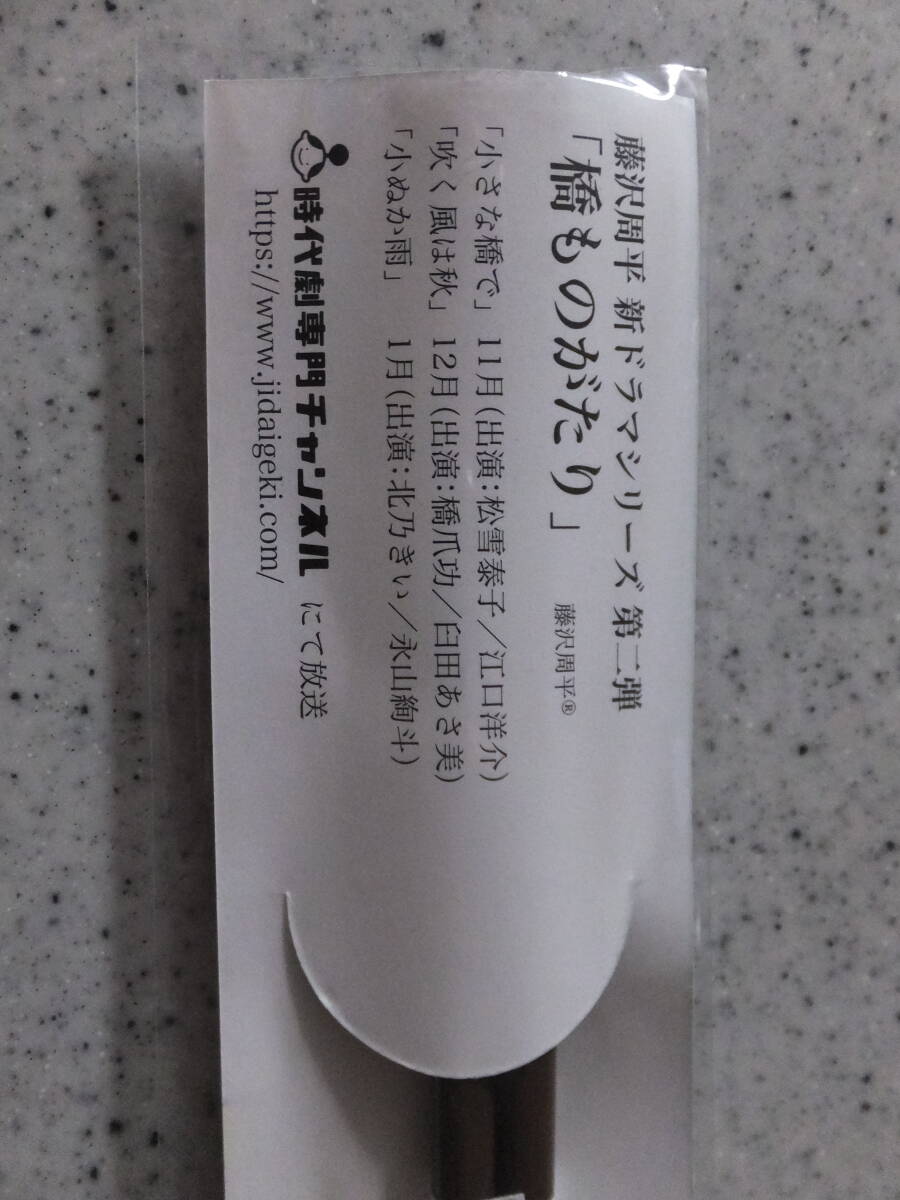 藤沢周平 新ドラマシリーズ 第二弾
「橋ものがたり」 藤沢周平®
「小さな橋で」 11月(出演:松雪泰子/江口洋介)
「吹く風は秋」 12月(出演:橋爪功/臼田あさ美)
「小ぬか雨」 1月(出演:北乃きい/永山絢斗)
時代劇専門チャンネル にて放送
https://www.jidaigeki.com/